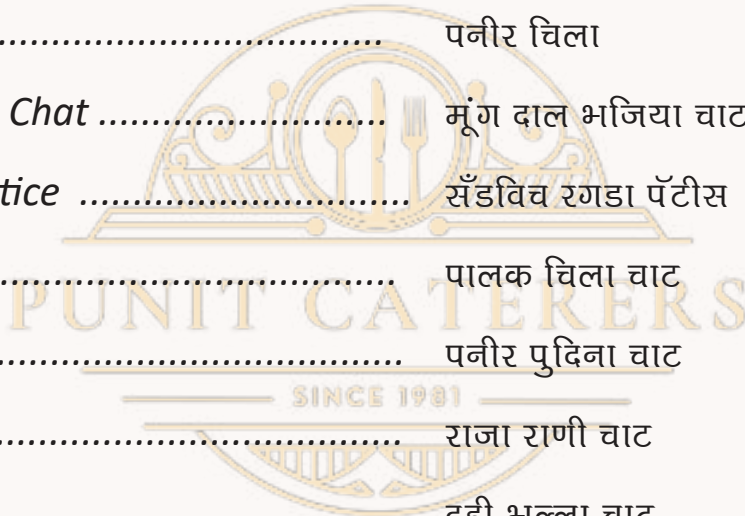 ................................... पनीर चिला
Chat .......................... मूंग दाल भजिया चाट
tice .............................. सँडविच रगडा पॅटीस
.................................... पालक चिला चाट
PUNIT CATERERS
..................................... पनीर पुदिना चाट
SINCE 1981
..................................... राजा राणी चाट